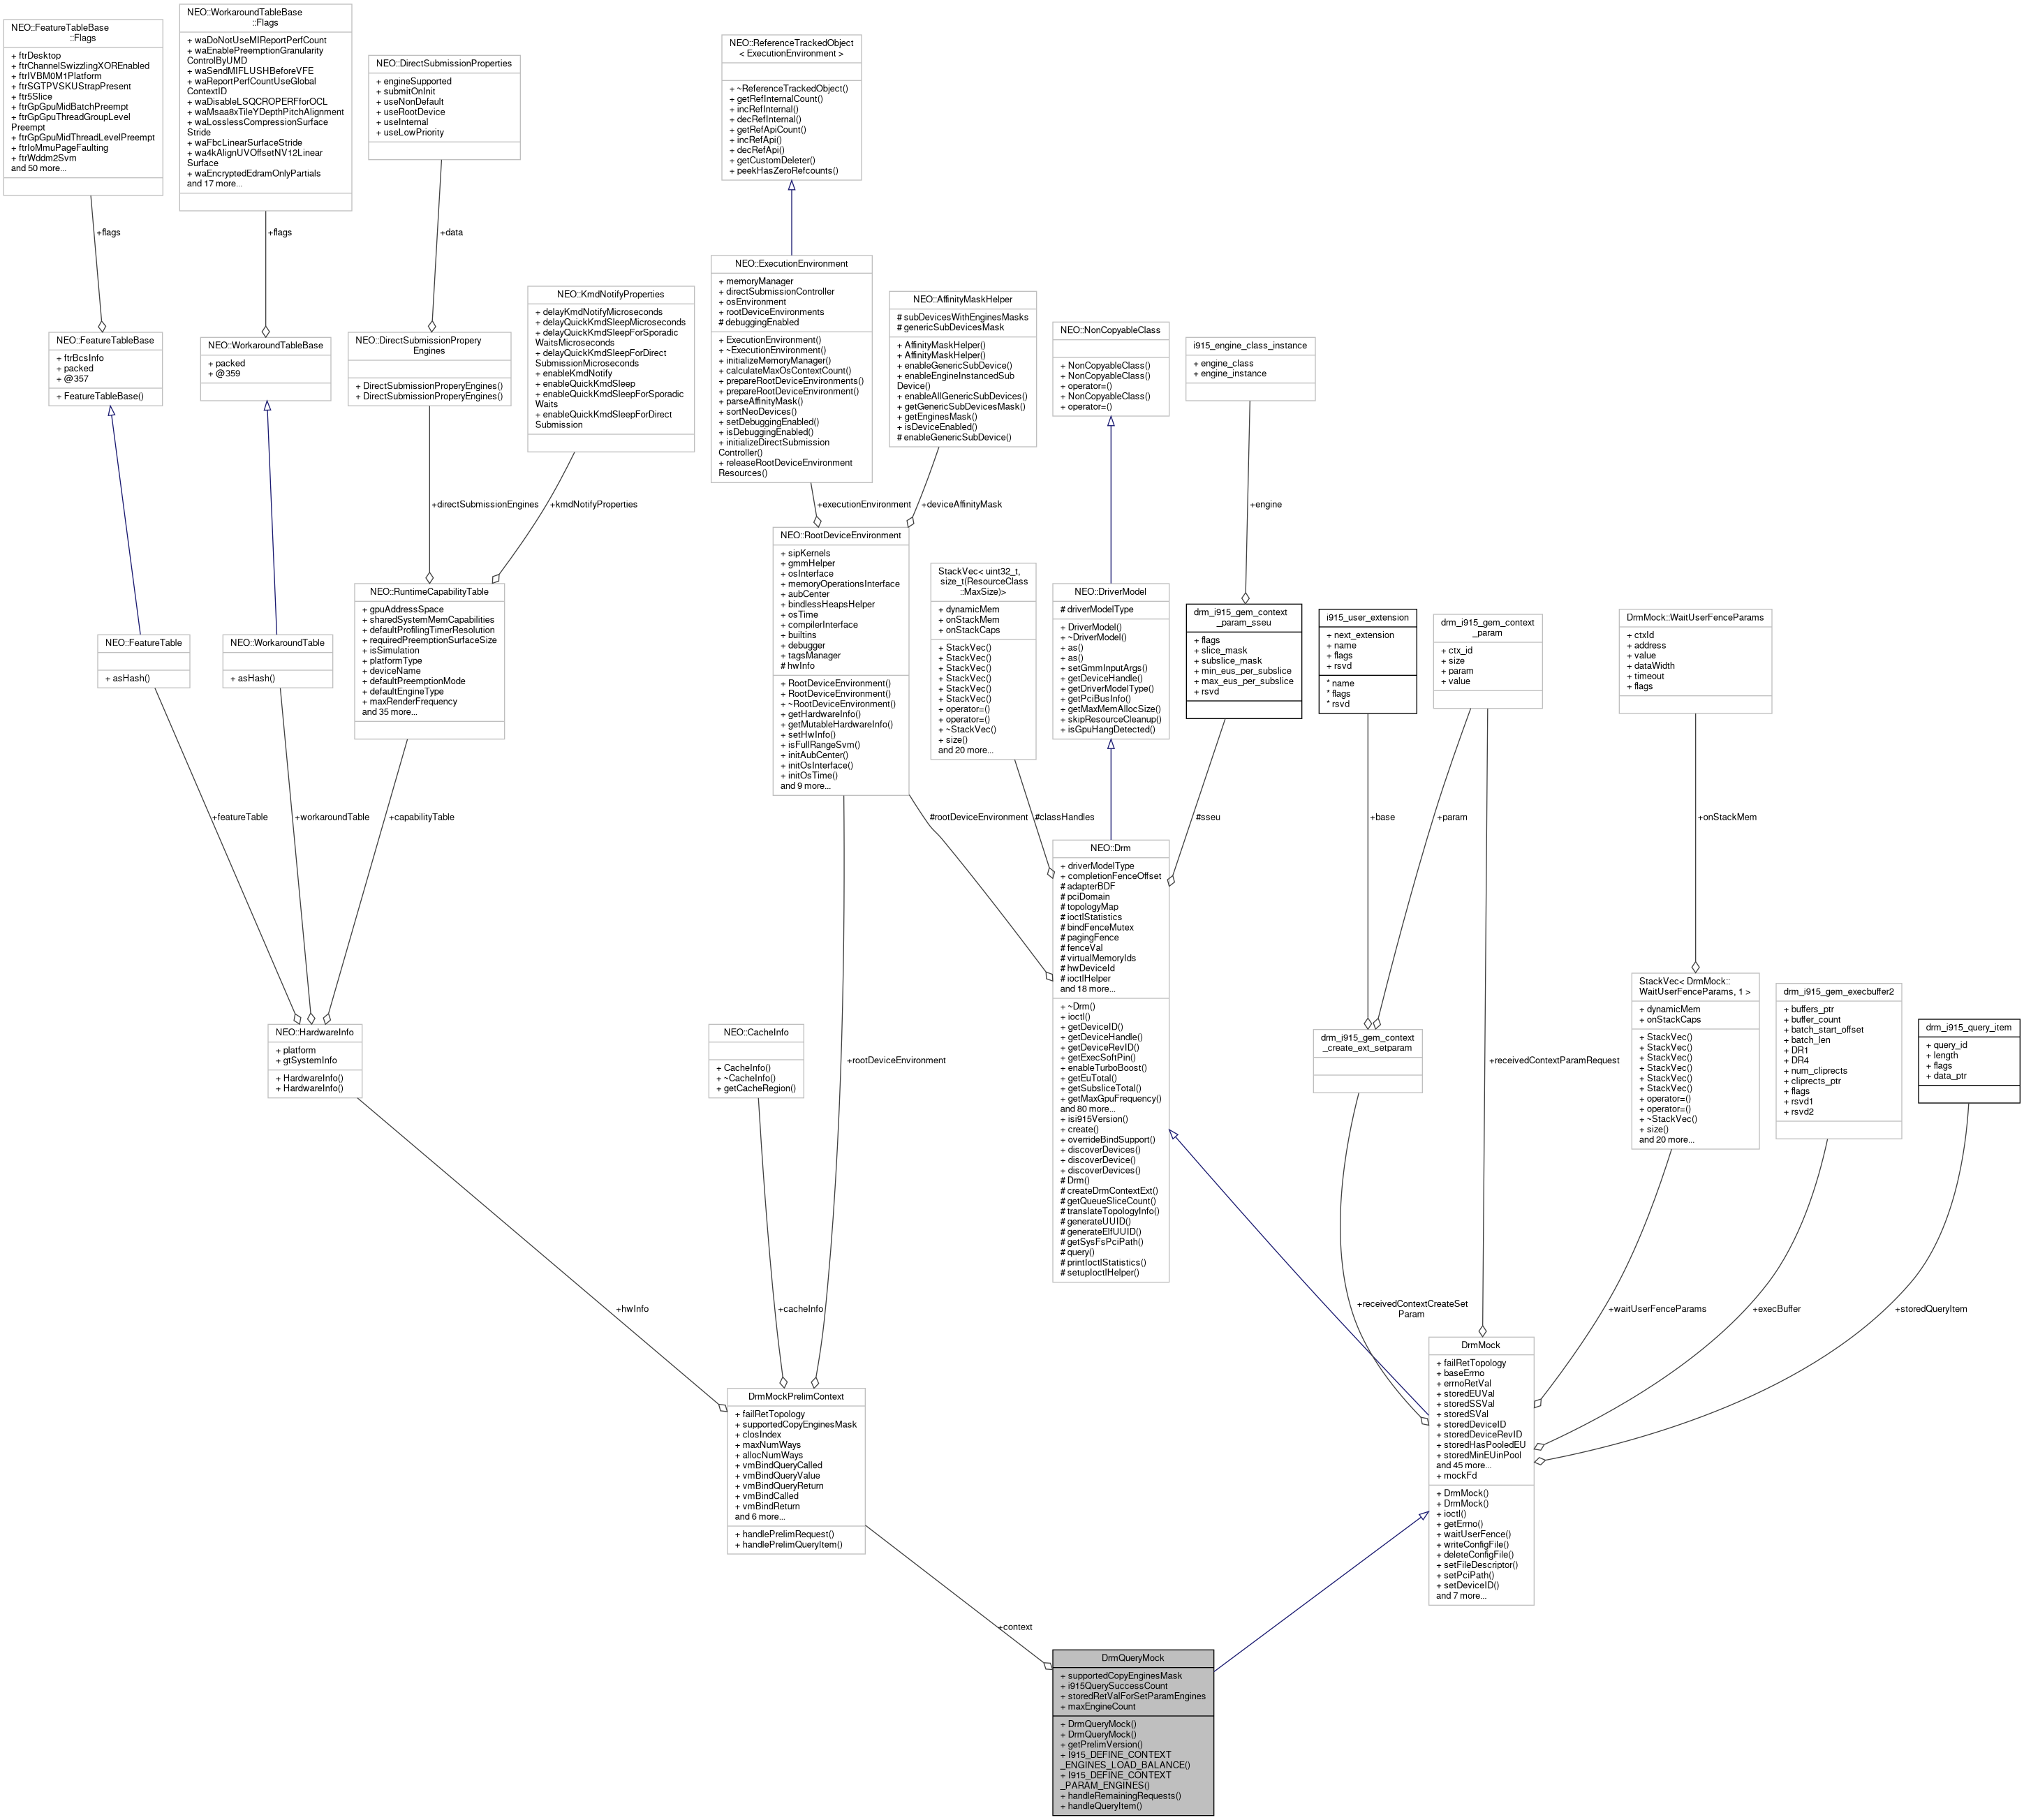 NEO::FeatureTableBase
::Flags
+ ftrDesktop
+ ftrChannelSwizzlingXOREnabled
+ ftrIVBM0M1Platform
+ ftrSGTPVSKUStrapPresent
+ ftr5Slice
+ ftrGpGpuMidBatchPreempt
+ ftrGpGpuThreadGroupLevel
Preempt
+ ftrGpGpuMidThreadLevelPreempt
+ ftrIoMmuPageFaulting
+ ftrWddm2Svm
and 50 more...
NEO::WorkaroundTableBase
::Flags
+ waDoNotUseMIReportPerfCount
+ waEnablePreemptionGranularity
ControlByUMD
+ waSendMIFLUSHBeforeVFE
+ waReportPerfCountUseGlobal
ContextID
+ waDisableLSQCROPERFforOCL
+ waMsaa8xTileYDepthPitchAlignment
+ waLosslessCompressionSurface
Stride
+ waFbcLinearSurfaceStride
+ wa4kAlignUVOffsetNV12Linear
Surface
+ waEncryptedEdramOnlyPartials
and 17 more...
NEO::DirectSubmissionProperties
+ engineSupported
+ submitOnInit
+ useNonDefault
+ useRootDevice
+ useInternal
+ useLowPriority
NEO::ReferenceTrackedObject
< ExecutionEnvironment >
+ ~ReferenceTrackedObject()
+ getRefInternalCount()
+ incRefInternal()
+ decRefInternal()
+ getRefApiCount()
+ incRefApi()
+ decRefApi()
+ getCustomDeleter()
+ peekHasZeroRefcounts()
+flags
+flags
+data
NEO::FeatureTableBase
+ ftrBcsInfo
+ packed
+ @357
+ FeatureTableBase()
NEO::WorkaroundTableBase
+ packed
+ @359
NEO::DirectSubmissionPropery
Engines
+ DirectSubmissionProperyEngines()
+ DirectSubmissionProperyEngines()
NEO::KmdNotifyProperties
+ delayKmdNotifyMicroseconds
+ delayQuickKmdSleepMicroseconds
+ delayQuickKmdSleepForSporadic
WaitsMicroseconds
+ delayQuickKmdSleepForDirect
SubmissionMicroseconds
+ enableKmdNotify
+ enableQuickKmdSleep
+ enableQuickKmdSleepForSporadic
Waits
+ enableQuickKmdSleepForDirect
Submission
NEO::ExecutionEnvironment
+ memoryManager
+ directSubmissionController
+ osEnvironment
+ rootDeviceEnvironments
# debuggingEnabled
+ ExecutionEnvironment()
+ ~ExecutionEnvironment()
+ initializeMemoryManager()
+ calculateMaxOsContextCount()
+ prepareRootDeviceEnvironments()
+ prepareRootDeviceEnvironment()
+ parseAffinityMask()
+ sortNeoDevices()
+ setDebuggingEnabled()
+ isDebuggingEnabled()
+ initializeDirectSubmission
Controller()
+ releaseRootDeviceEnvironment
Resources()
NEO::AffinityMaskHelper
# subDevicesWithEnginesMasks
# genericSubDevicesMask
+ AffinityMaskHelper()
+ AffinityMaskHelper()
+ enableGenericSubDevice()
+ enableEngineInstancedSub
Device()
+ enableAllGenericSubDevices()
+ getGenericSubDevicesMask()
+ getEnginesMask()
+ isDeviceEnabled()
# enableGenericSubDevice()
NEO::NonCopyableClass
+ NonCopyableClass()
+ NonCopyableClass()
+ operator=()
+ NonCopyableClass()
+ operator=()
i915_engine_class_instance
+ engine_class
+ engine_instance
+directSubmissionEngines
+kmdNotifyProperties
+executionEnvironment
+deviceAffinityMask
+engine
NEO::FeatureTable
+ asHash()
NEO::WorkaroundTable
+ asHash()
NEO::RuntimeCapabilityTable
+ gpuAddressSpace
+ sharedSystemMemCapabilities
+ defaultProfilingTimerResolution
+ requiredPreemptionSurfaceSize
+ isSimulation
+ platformType
+ deviceName
+ defaultPreemptionMode
+ defaultEngineType
+ maxRenderFrequency
and 35 more...
NEO::RootDeviceEnvironment
+ sipKernels
+ gmmHelper
+ osInterface
+ memoryOperationsInterface
+ aubCenter
+ bindlessHeapsHelper
+ osTime
+ compilerInterface
+ builtins
+ debugger
+ tagsManager
# hwInfo
+ RootDeviceEnvironment()
+ RootDeviceEnvironment()
+ ~RootDeviceEnvironment()
+ getHardwareInfo()
+ getMutableHardwareInfo()
+ setHwInfo()
+ isFullRangeSvm()
+ initAubCenter()
+ initOsInterface()
+ initOsTime()
and 9 more...
StackVec< uint32_t,
size_t(ResourceClass
::MaxSize)>
+ dynamicMem
+ onStackMem
+ onStackCaps
+ StackVec()
+ StackVec()
+ StackVec()
+ StackVec()
+ StackVec()
+ StackVec()
+ operator=()
+ operator=()
+ ~StackVec()
+ size()
and 20 more...
NEO::DriverModel
# driverModelType
+ DriverModel()
+ ~DriverModel()
+ as()
+ as()
+ setGmmInputArgs()
+ getDeviceHandle()
+ getDriverModelType()
+ getPciBusInfo()
+ getMaxMemAllocSize()
+ skipResourceCleanup()
+ isGpuHangDetected()
drm_i915_gem_context
_param_sseu
+ flags
+ slice_mask
+ subslice_mask
+ min_eus_per_subslice
+ max_eus_per_subslice
+ rsvd
i915_user_extension
+ next_extension
+ name
+ flags
+ rsvd
* name
* flags
* rsvd
drm_i915_gem_context
_param
+ ctx_id
+ size
+ param
+ value
DrmMock::WaitUserFenceParams
+ ctxId
+ address
+ value
+ dataWidth
+ timeout
+ flags
+featureTable
+workaroundTable
+capabilityTable
#rootDeviceEnvironment
#classHandles
#sseu
+base
+param
+onStackMem
NEO::HardwareInfo
+ platform
+ gtSystemInfo
+ HardwareInfo()
+ HardwareInfo()
NEO::CacheInfo
+ CacheInfo()
+ ~CacheInfo()
+ getCacheRegion()
+rootDeviceEnvironment
NEO::Drm
+ driverModelType
+ completionFenceOffset
# adapterBDF
# pciDomain
# topologyMap
# ioctlStatistics
# bindFenceMutex
# pagingFence
# fenceVal
# virtualMemoryIds
# hwDeviceId
# ioctlHelper
and 18 more...
+ ~Drm()
+ ioctl()
+ getDeviceID()
+ getDeviceHandle()
+ getDeviceRevID()
+ getExecSoftPin()
+ enableTurboBoost()
+ getEuTotal()
+ getSubsliceTotal()
+ getMaxGpuFrequency()
and 80 more...
+ isi915Version()
+ create()
+ overrideBindSupport()
+ discoverDevices()
+ discoverDevice()
+ discoverDevices()
# Drm()
# createDrmContextExt()
# getQueueSliceCount()
# translateTopologyInfo()
# generateUUID()
# generateElfUUID()
# getSysFsPciPath()
# query()
# printIoctlStatistics()
# setupIoctlHelper()
drm_i915_gem_context
_create_ext_setparam
+receivedContextParamRequest
StackVec< DrmMock::
WaitUserFenceParams, 1 >
+ dynamicMem
+ onStackCaps
+ StackVec()
+ StackVec()
+ StackVec()
+ StackVec()
+ StackVec()
+ StackVec()
+ operator=()
+ operator=()
+ ~StackVec()
+ size()
and 20 more...
drm_i915_gem_execbuffer2
+ buffers_ptr
+ buffer_count
+ batch_start_offset
+ batch_len
+ DR1
+ DR4
+ num_cliprects
+ cliprects_ptr
+ flags
+ rsvd1
+ rsvd2
drm_i915_query_item
+ query_id
+ length
+ flags
+ data_ptr
+hwInfo
+cacheInfo
+receivedContextCreateSet
Param
+waitUserFenceParams
+execBuffer
+storedQueryItem
DrmMockPrelimContext
+ failRetTopology
+ supportedCopyEnginesMask
+ closIndex
+ maxNumWays
+ allocNumWays
+ vmBindQueryCalled
+ vmBindQueryValue
+ vmBindQueryReturn
+ vmBindCalled
+ vmBindReturn
and 6 more...
+ handlePrelimRequest()
+ handlePrelimQueryItem()
DrmMock
+ failRetTopology
+ baseErrno
+ errnoRetVal
+ storedEUVal
+ storedSSVal
+ storedSVal
+ storedDeviceID
+ storedDeviceRevID
+ storedHasPooledEU
+ storedMinEUinPool
and 45 more...
+ mockFd
+ DrmMock()
+ DrmMock()
+ ioctl()
+ getErrno()
+ waitUserFence()
+ writeConfigFile()
+ deleteConfigFile()
+ setFileDescriptor()
+ setPciPath()
+ setDeviceID()
and 7 more...
+context
DrmQueryMock
+ supportedCopyEnginesMask
+ i915QuerySuccessCount
+ storedRetValForSetParamEngines
+ maxEngineCount
+ DrmQueryMock()
+ DrmQueryMock()
+ getPrelimVersion()
+ I915_DEFINE_CONTEXT
_ENGINES_LOAD_BALANCE()
+ I915_DEFINE_CONTEXT
_PARAM_ENGINES()
+ handleRemainingRequests()
+ handleQueryItem()